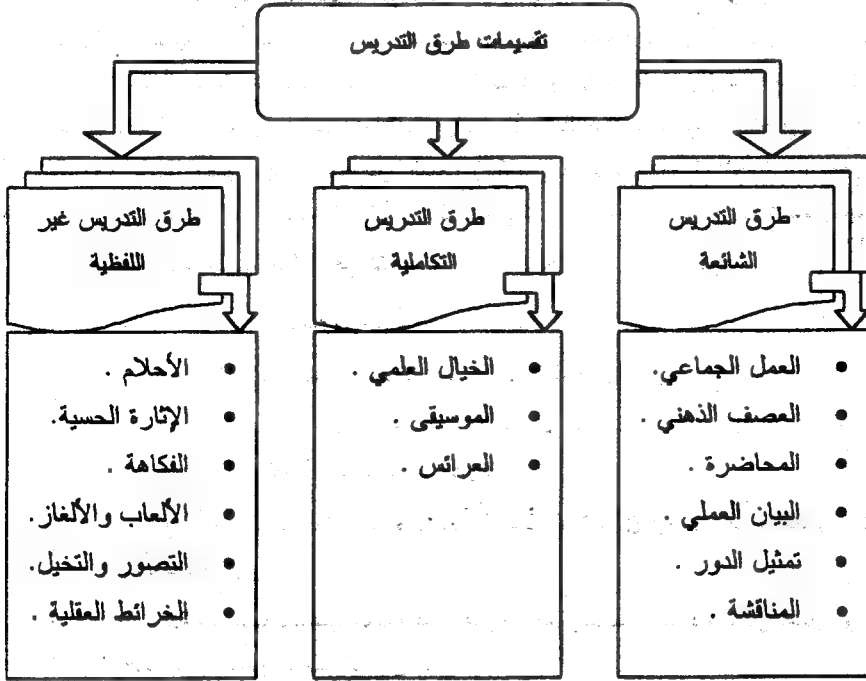 تقسيمات طرق التدريس
طرق التدريس
الشائعة
العمل الجماعي.
العصف الذهني .
المحاضرة .
البيان العملي .
تمثيل الدور .
المناقشة .
طرق التدريس
التكاملية
الخيال العلمي .
الموسيقى .
العرائس .
طرق التدريس غير
اللفظية
الأحلام .
الإثارة الحسية.
الفكاهة .
الألعاب والألغاز.
التصور والتخيل.
الخرائط العقلية .